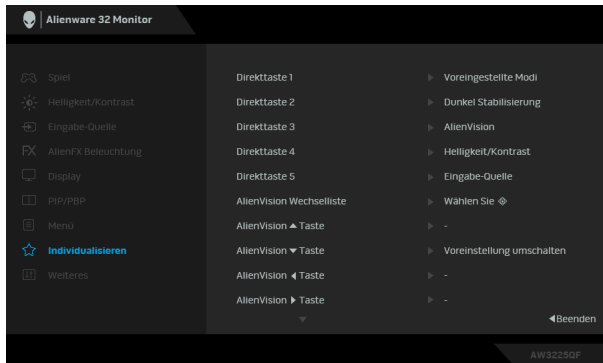 Alienware 32 Monitor
Spiel
Helligkeit/Kontrast
Eingabe-Quelle
FX AlienFX Beleuchtung
Display
PIP/PBP
Menü
Individualisieren
Weiteres
Direkttaste 1 Voreingestellte Modi
Direkttaste 2 Dunkel Stabilisierung
Direkttaste 3 AlienVision
Direkttaste 4 Helligkeit/Kontrast
Direkttaste 5 Eingabe-Quelle
AlienVision Wechselliste Wählen Sie
AlienVision ▲ Taste -
AlienVision ▼ Taste Voreinstellung umschalten
AlienVision ◀ Taste -
AlienVision ▶ Taste -
◀Beenden
AW3225QF